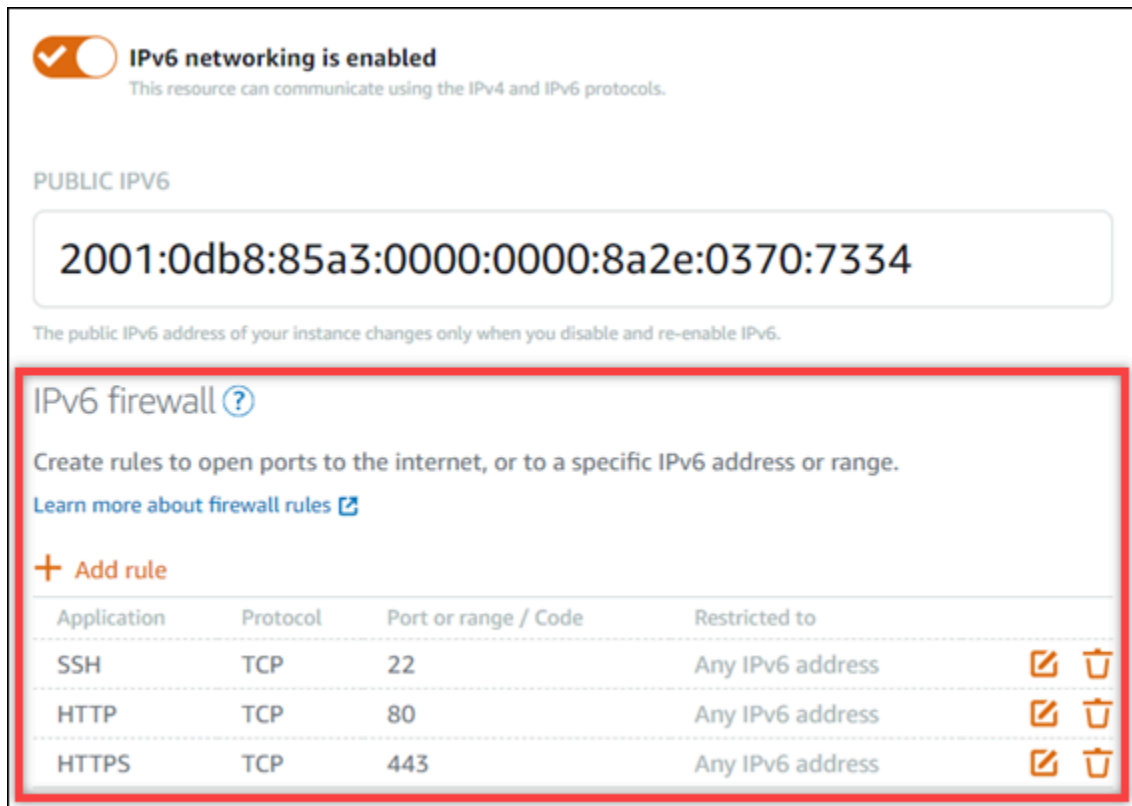 IPv6 networking is enabled
This resource can communicate using the IPv4 and IPv6 protocols.
PUBLIC IPV6
2001:0db8:85a3:0000:0000:8a2e:0370:7334
The public IPv6 address of your instance changes only when you disable and re-enable IPv6.
IPv6 firewall ?
Create rules to open ports to the internet, or to a specific IPv6 address or range.
Learn more about firewall rules
+ Add rule
Application Protocol Port or range / Code Restricted to
SSH TCP 22 Any IPv6 address
HTTP TCP 80 Any IPv6 address
HTTPS TCP 443 Any IPv6 address